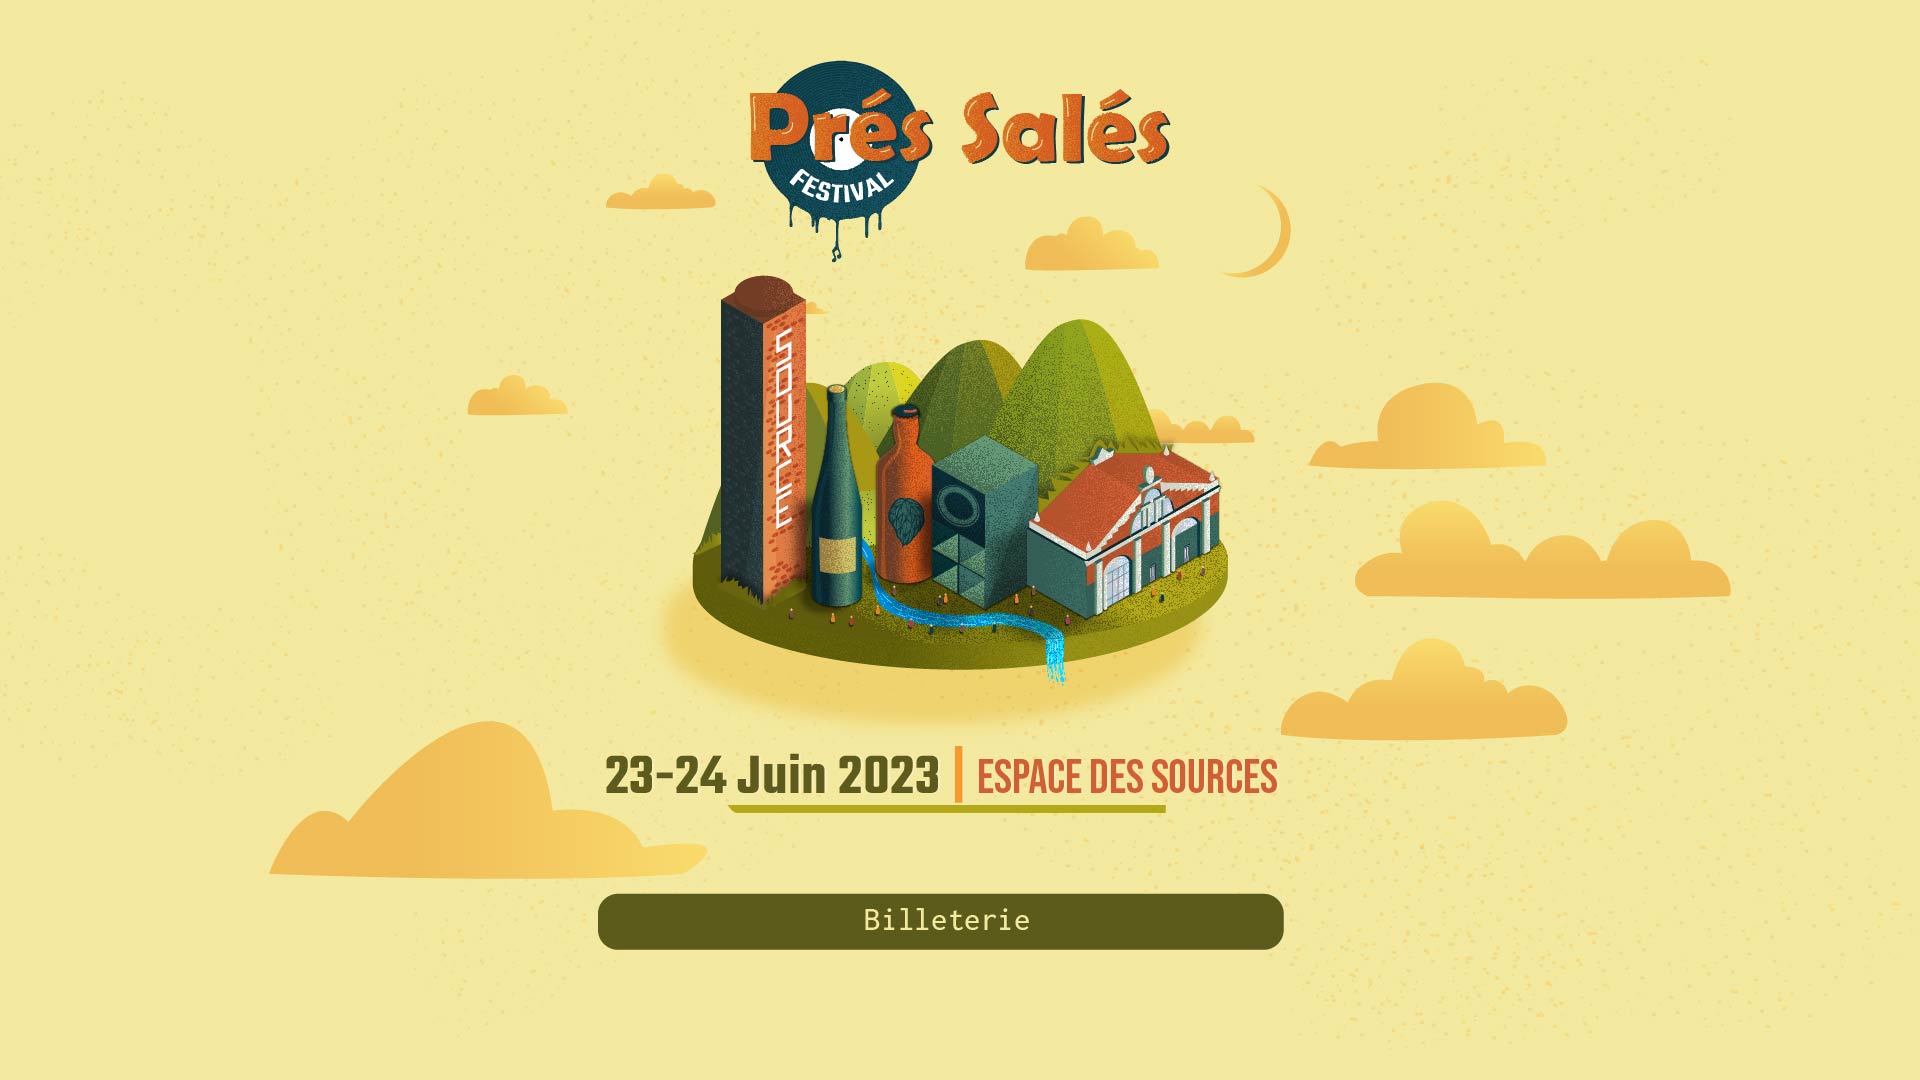 Prés Salés
FESTIVAL
SOURCE
23-24 Juin 2023 | ESPACE DES SOURCES
Billeterie